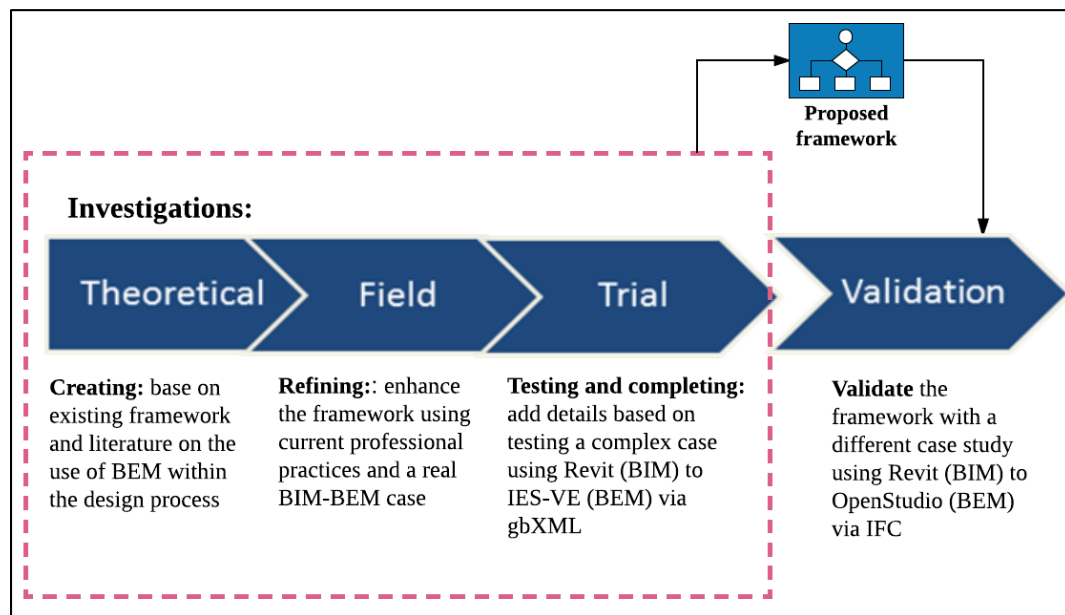 Proposed
framework
Investigations:
Theoretical
Field
Trial
Validation
Creating: base on
existing framework
and literature on the
use of BEM within
the design process
Refining:: enhance
the framework using
current professional
practices and a real
BIM-BEM case
Testing and completing:
add details based on
testing a complex case
using Revit (BIM) to
IES-VE (BEM) via
gbXML
Validate the
framework with a
different case study
using Revit (BIM) to
OpenStudio (BEM)
via IFC